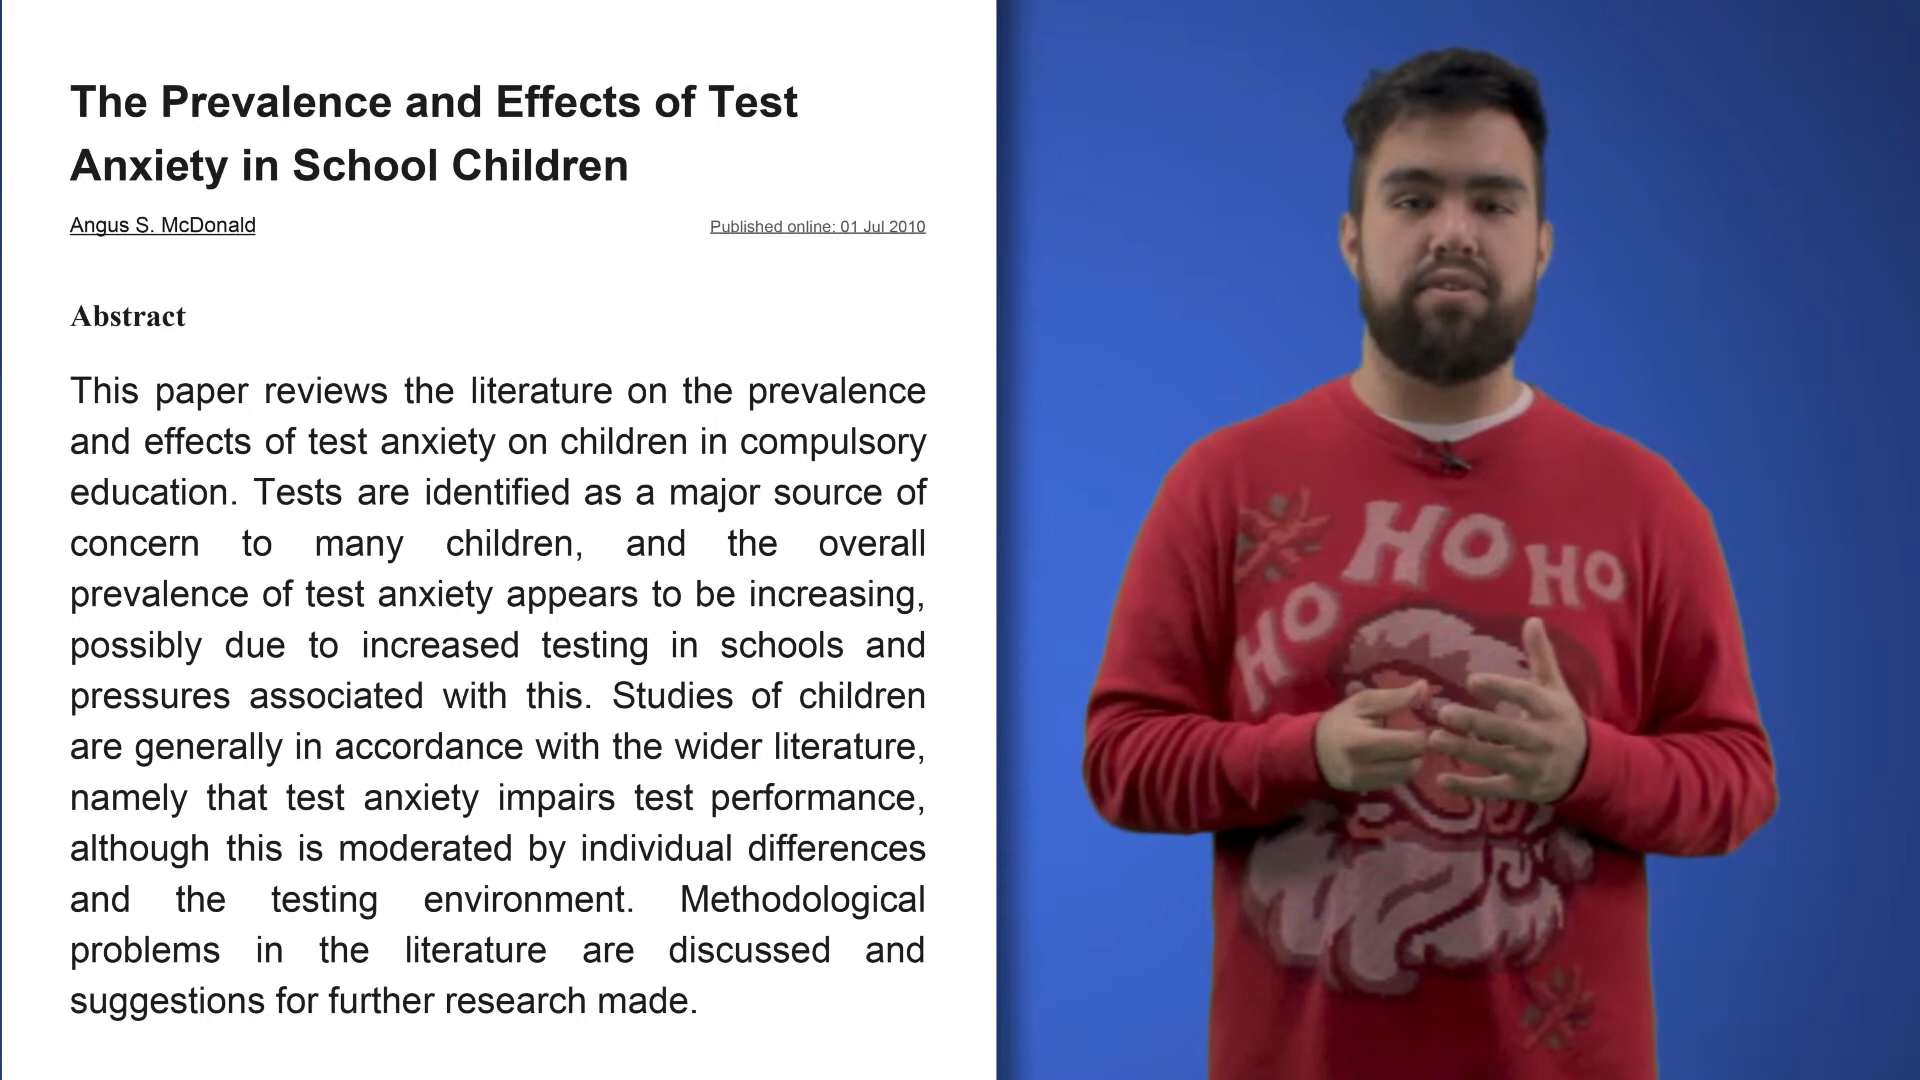 The Prevalence and Effects of Test
Anxiety in School Children
Angus S. McDonald
Published online: 01 Jul 2010
Abstract
This paper reviews the literature on the prevalence
and effects of test anxiety on children in compulsory
education. Tests are identified as a major source of
concern to many children, and the overall
prevalence of test anxiety appears to be increasing,
possibly due to increased testing in schools and
pressures associated with this. Studies of children
are generally in accordance with the wider literature,
namely that test anxiety impairs test performance,
although this is moderated by individual differences
and the testing environment. Methodological
problems in the literature are discussed and
suggestions for further research made.
HO HO HO